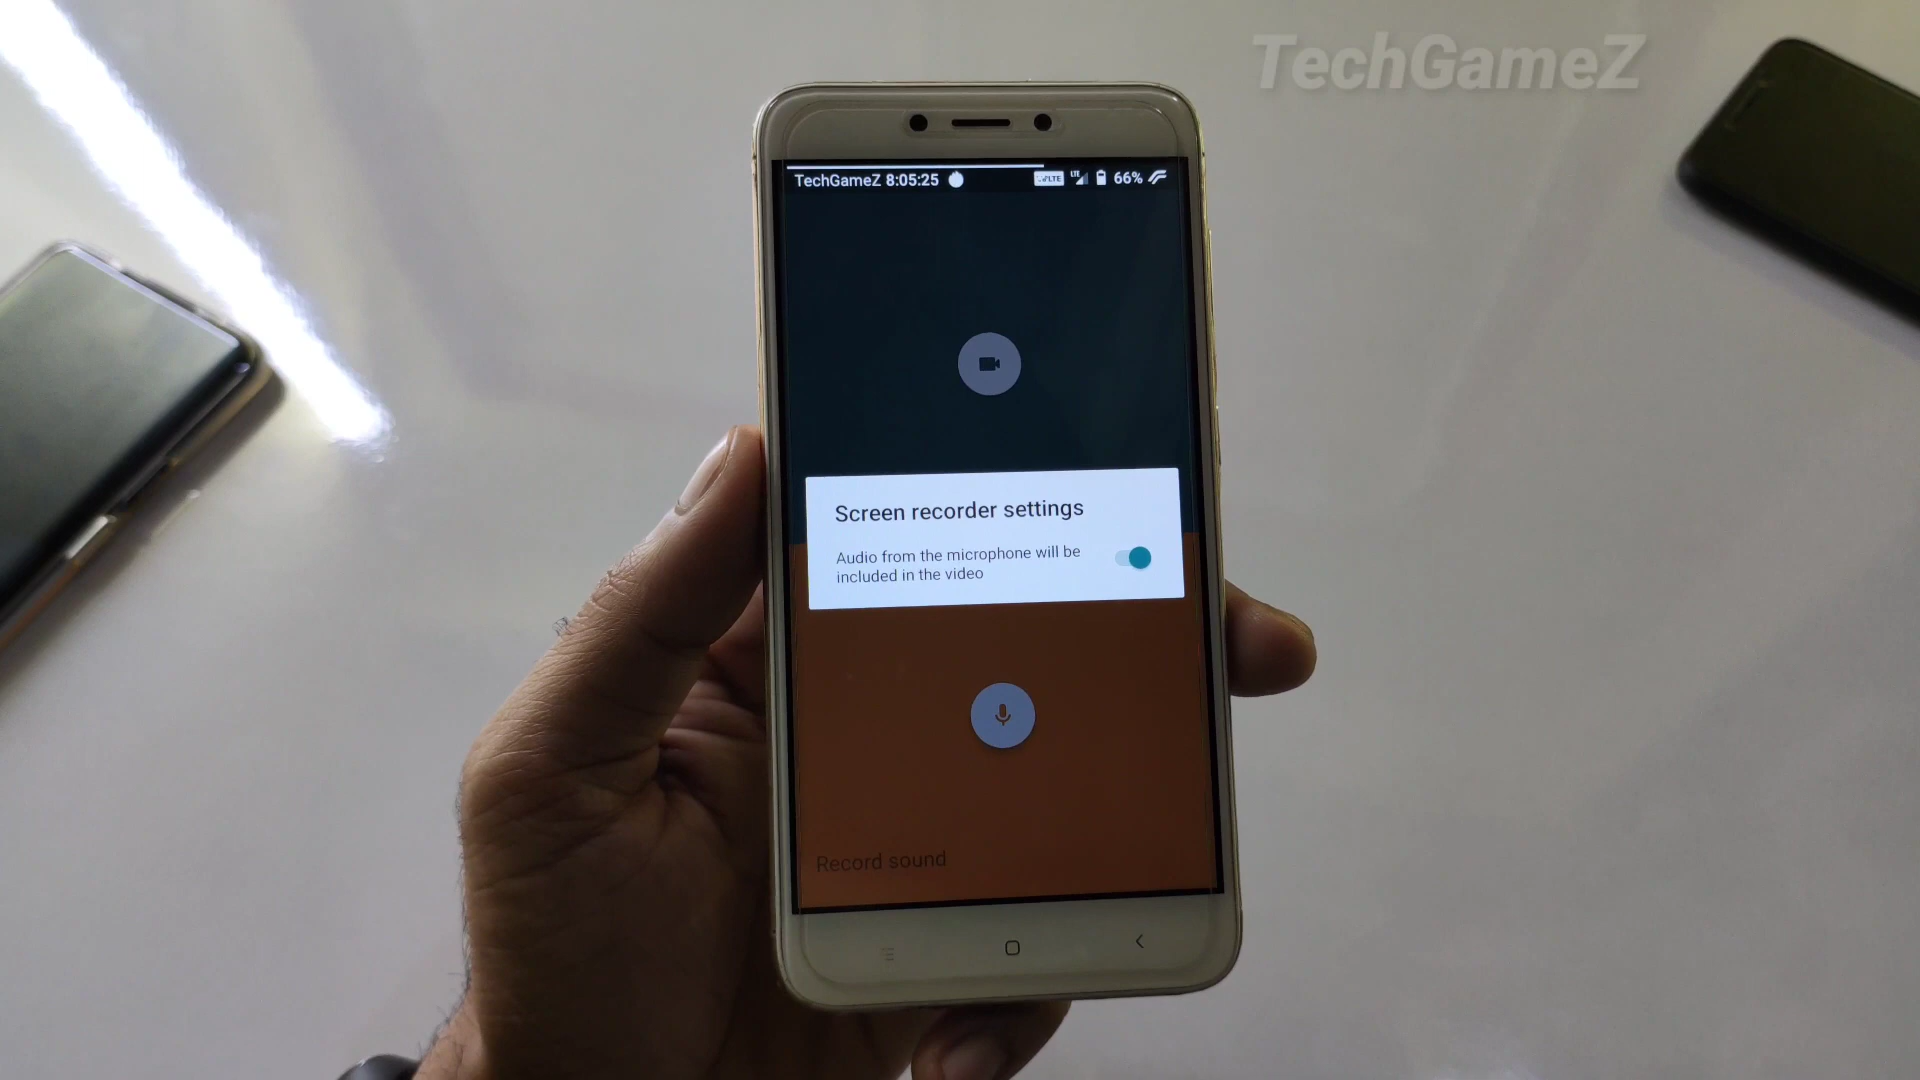 TechGameZ
TechGameZ 8:05:25
LTE 66%
Screen recorder settings
Audio from the microphone will be
included in the video
Record sound